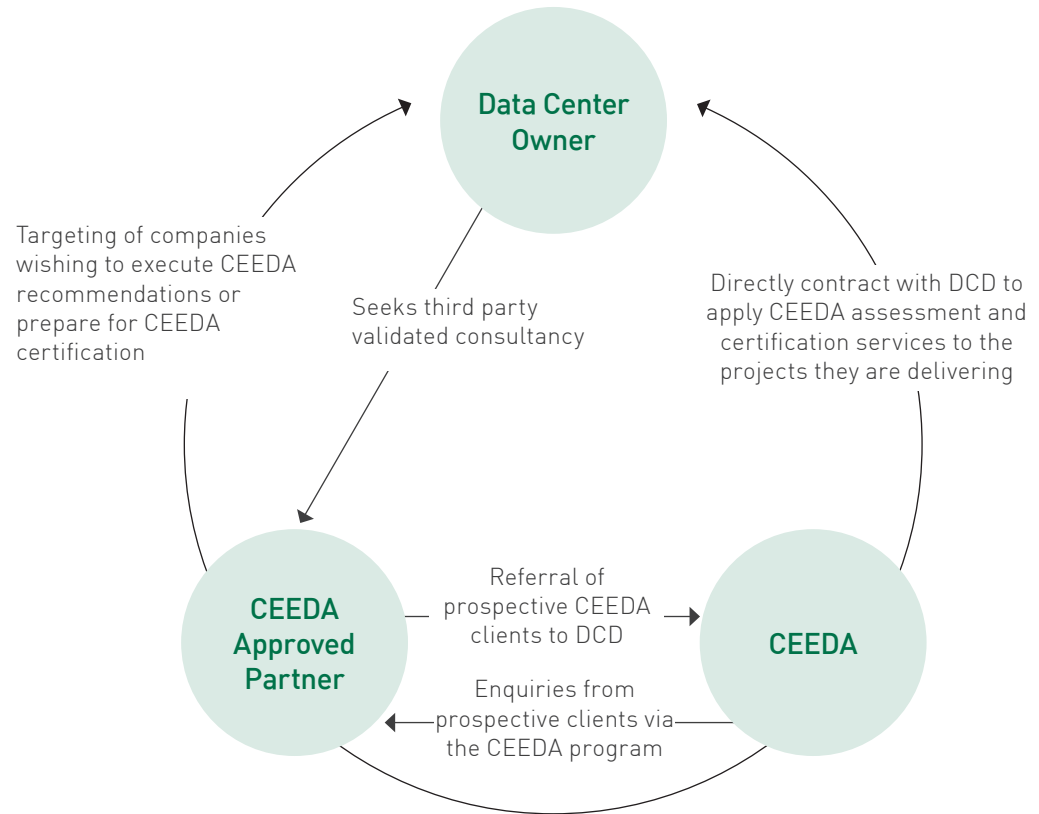 Data Center
Owner
Targeting of companies
wishing to execute CEEDA
recommendations or
prepare for CEEDA
certification
Seeks third party
validated consultancy
Directly contract with DCD to
apply CEEDA assessment and
certification services to the
projects they are delivering
CEEDA
Approved
Partner
Referral of
prospective CEEDA
clients to DCD
Enquiries from
prospective clients via
the CEEDA program
CEEDA